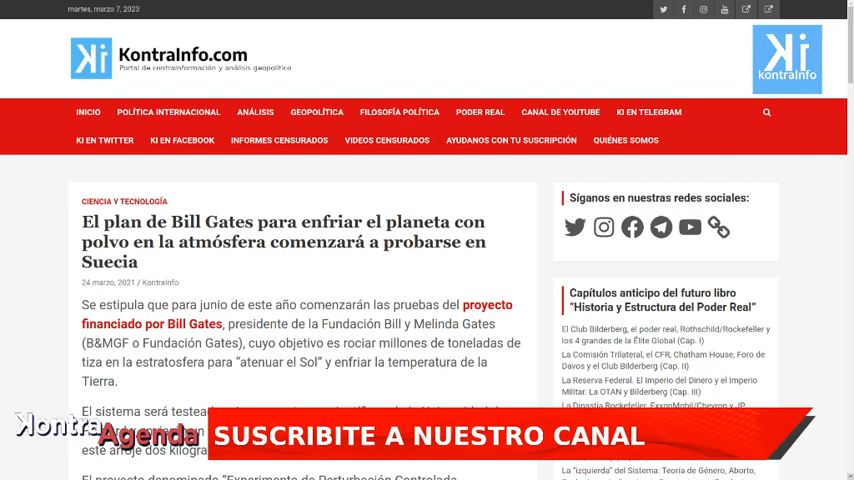 martes, marzo 7, 2023
Ki
KontraInfo.com
Portal de contrainformación y análisis geopolítico
Ki
kontraInfo
INICIO POLÍTICA INTERNACIONAL ANÁLISIS GEOPOLÍTICA FILOSOFÍA POLÍTICA PODER REAL CANAL DE YOUTUBE KI EN TELEGRAM
KI EN TWITTER KI EN FACEBOOK INFORMES CENSURADOS VIDEOS CENSURADOS AYUDANOS CON TU SUSCRIPCIÓN QUIÉNES SOMOS
CIENCIA Y TECNOLOGÍA
El plan de Bill Gates para enfriar el planeta con
polvo en la atmósfera comenzará a probarse en
Suecia
24 marzo, 2021 / KontraInfo
Se estipula que para junio de este año comenzarán las pruebas del proyecto
financiado por Bill Gates, presidente de la Fundación Bill y Melinda Gates
(B&MGF o Fundación Gates), cuyo objetivo es rociar millones de toneladas de
tiza en la estratosfera para "atenuar el Sol" y enfriar la temperatura de la
Tierra.
El sistema será
Síganos en nuestras redes sociales:
Capítulos anticipo del futuro libro
"Historia y Estructura del Poder Real"
El Club Bilderberg, el poder real, Rothschild/Rockefeller y
los 4 grandes de la Élite Global (Cap. I)
La Comisión Trilateral, el CFR, Chatham House, Foro de
Davos y el Club Bilderberg (Cap. II)
La Reserva Federal. El Imperio del Dinero y el Imperio
Militar. La OTAN y Bilderberg (Cap. III)
La Dinastía Rockefeller, ExxonMobil/Chevron y JP
Kontra
Agenda
SUSCRIBITE A NUESTRO CANAL
este arroje dos
El proyecto denominado "Experimento de Perturbación Controlada
La "izquierda" del Sistema: Teoría de Género, Aborto,